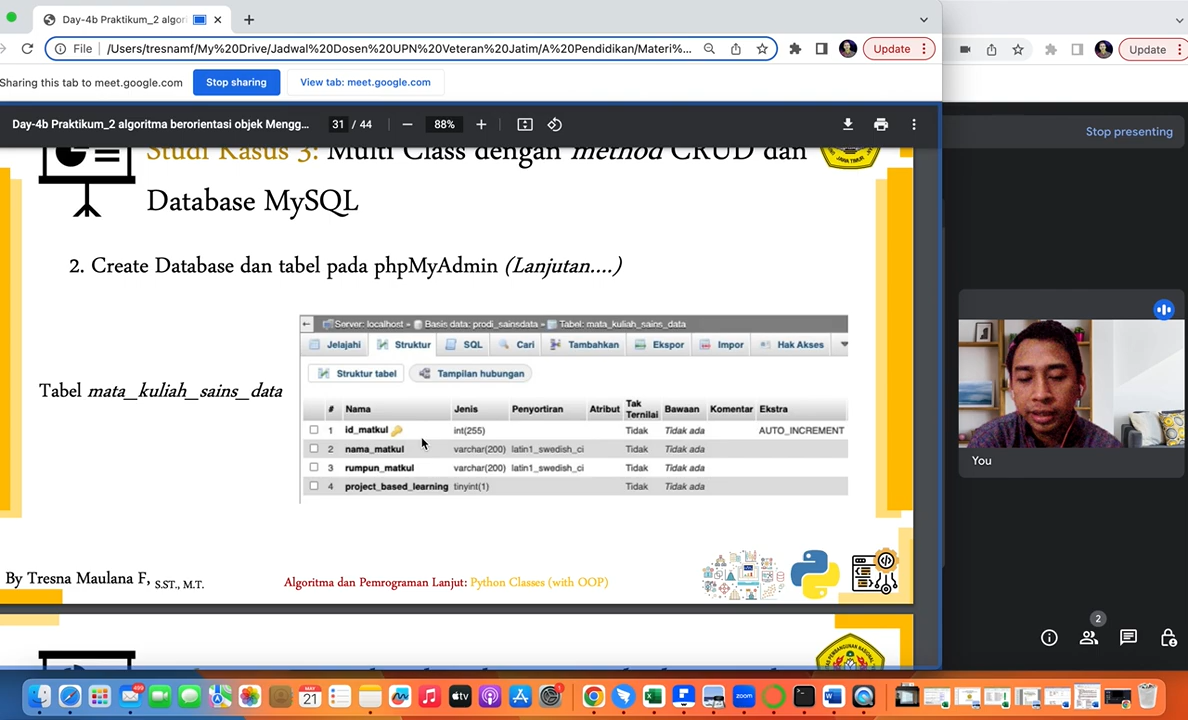 Day-4b Praktikum_2 algori
File
/Users/tresnamf/My%20Drive/Jadwal%20Dosen%20UPN%20Veteran%20Jatim/A%20Pendidikan/Materi%...
Update
Update
Sharing this tab to meet.google.com
Stop sharing
View tab: meet.google.com
Day-4b Praktikum_2 algoritma berorientasi objek Mengg...
31 / 44
88%
Stop presenting
Studi Kasus 3: Multi Class dengan method CRUD dan
Database MySQL
JAWA TIMUR
2. Create Database dan tabel pada phpMyAdmin (Lanjutan....)
Server: localhost » Basis data: prodi_sainsdata » Tabel: mata_kuliah_sains_data
Jelajahi Struktur SQL Cari Tambahkan Ekspor Impor Hak Akses
Struktur tabel Tampilan hubungan
Tabel mata_kuliah_sains_data
# Nama Jenis Penyortiran Atribut Tak Ternilai Bawaan Komentar Ekstra
1 id_matkul int(255) Tidak Tidak ada AUTO_INCREMENT
2 nama_matkul varchar(200) latin1_swedish_ci Tidak Tidak ada
3 rumpun_matkul varchar(200) latin1_swedish_ci Tidak Tidak ada
4 project_based_learning tinyint(1) Tidak Tidak ada
You
By Tresna Maulana F, S.ST., M.T.
Algoritma dan Pemrograman Lanjut: Python Classes (with OOP)
2
499
MAY
21
tv
zoom